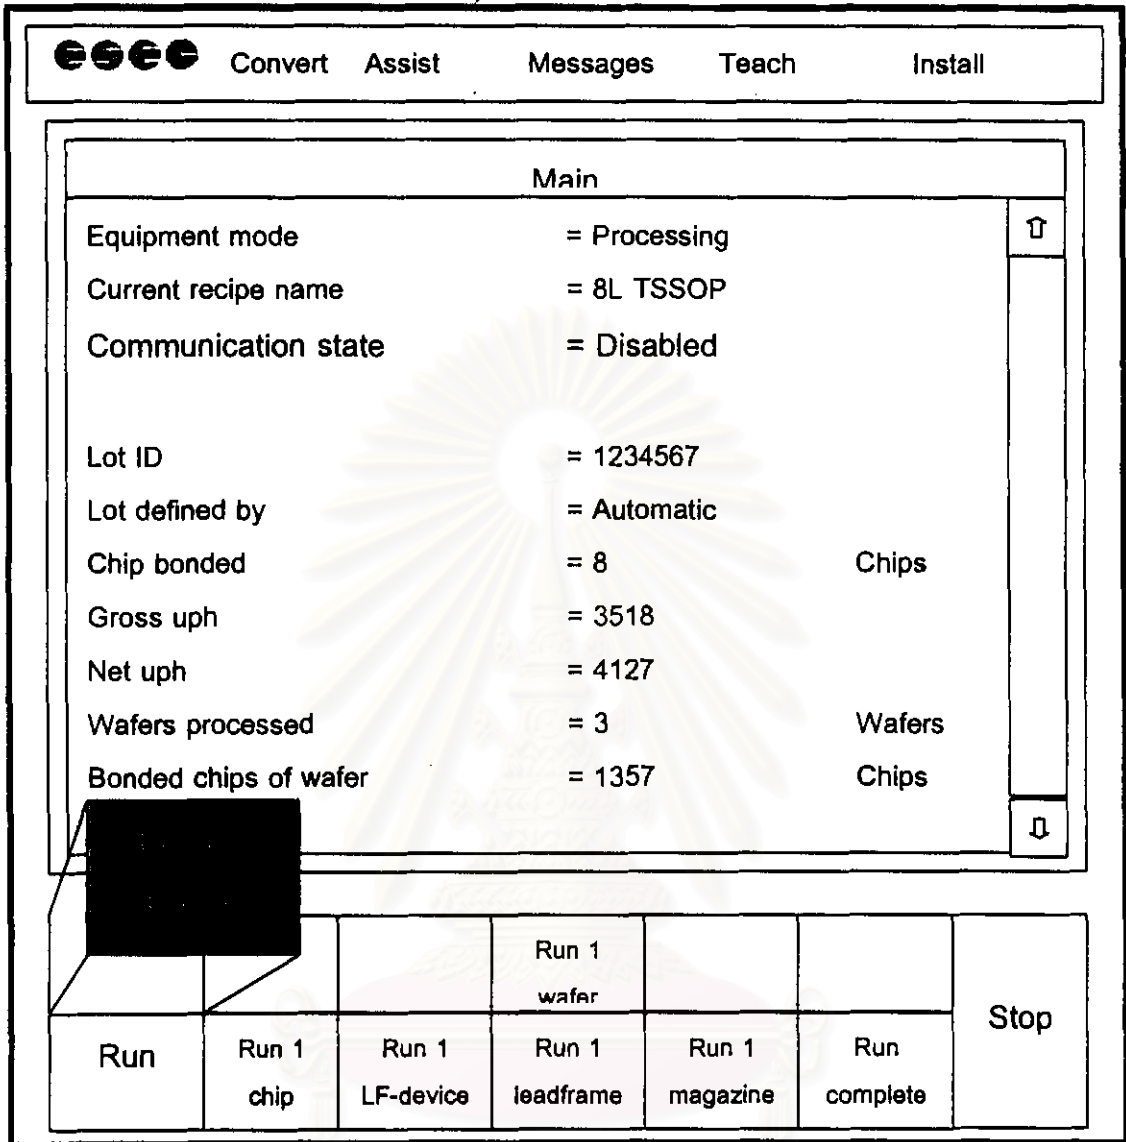 esec Convert Assist Messages Teach Install
Main
Equipment mode = Processing
Current recipe name = 8L TSSOP
Communication state = Disabled
Lot ID = 1234567
Lot defined by = Automatic
Chip bonded = 8 Chips
Gross uph = 3518
Net uph = 4127
Wafers processed = 3 Wafers
Bonded chips of wafer = 1357 Chips
Run 1
wafer
Stop
Run
Run 1
chip
Run 1
LF-device
Run 1
leadframe
Run 1
magazine
Run
complete